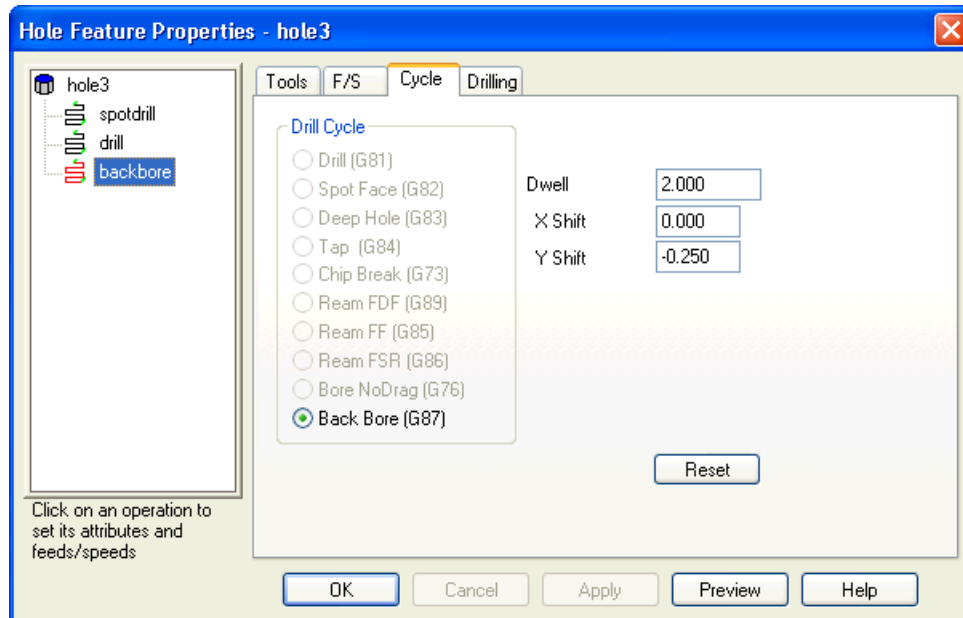 Hole Feature Properties - hole3
hole3
spotdrill
drill
backbore
Click on an operation to
set its attributes and
feeds/speeds
Tools F/S Cycle Drilling
Drill Cycle
Drill (G81)
Spot Face (G82)
Deep Hole (G83)
Tap (G84)
Chip Break (G73)
Ream FDF (G89)
Ream FF (G85)
Ream FSR (G86)
Bore NoDrag (G76)
Back Bore (G87)
Dwell 2.000
X Shift 0.000
Y Shift -0.250
Reset
OK Cancel Apply Preview Help